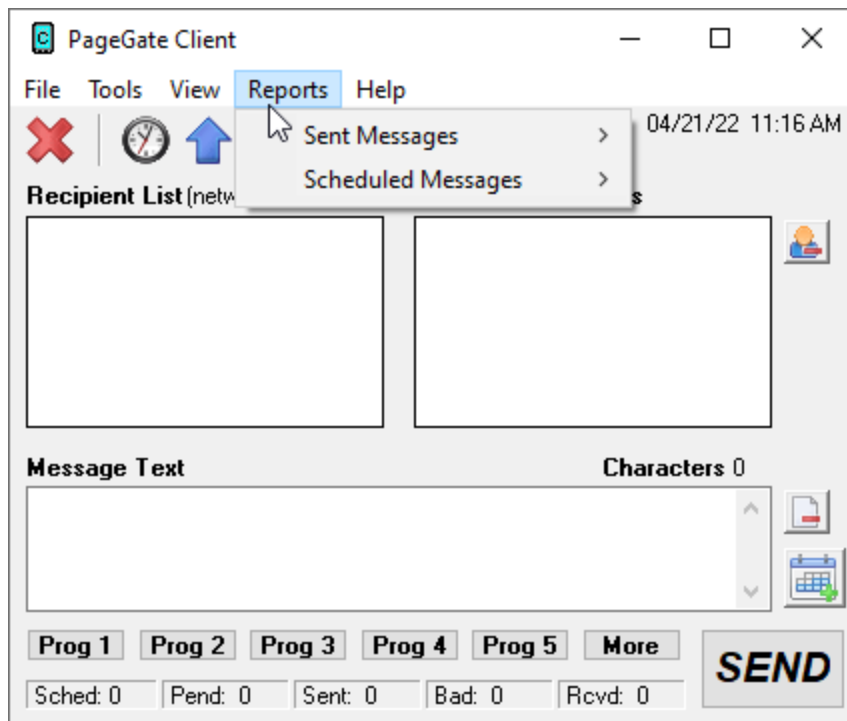 PageGate Client
File Tools View Reports Help
Sent Messages
Scheduled Messages
04/21/22 11:16 AM
Recipient List
Message Text
Characters 0
Prog 1 Prog 2 Prog 3 Prog 4 Prog 5 More
SEND
Sched: 0 Pend: 0 Sent: 0 Bad: 0 Rcvd: 0